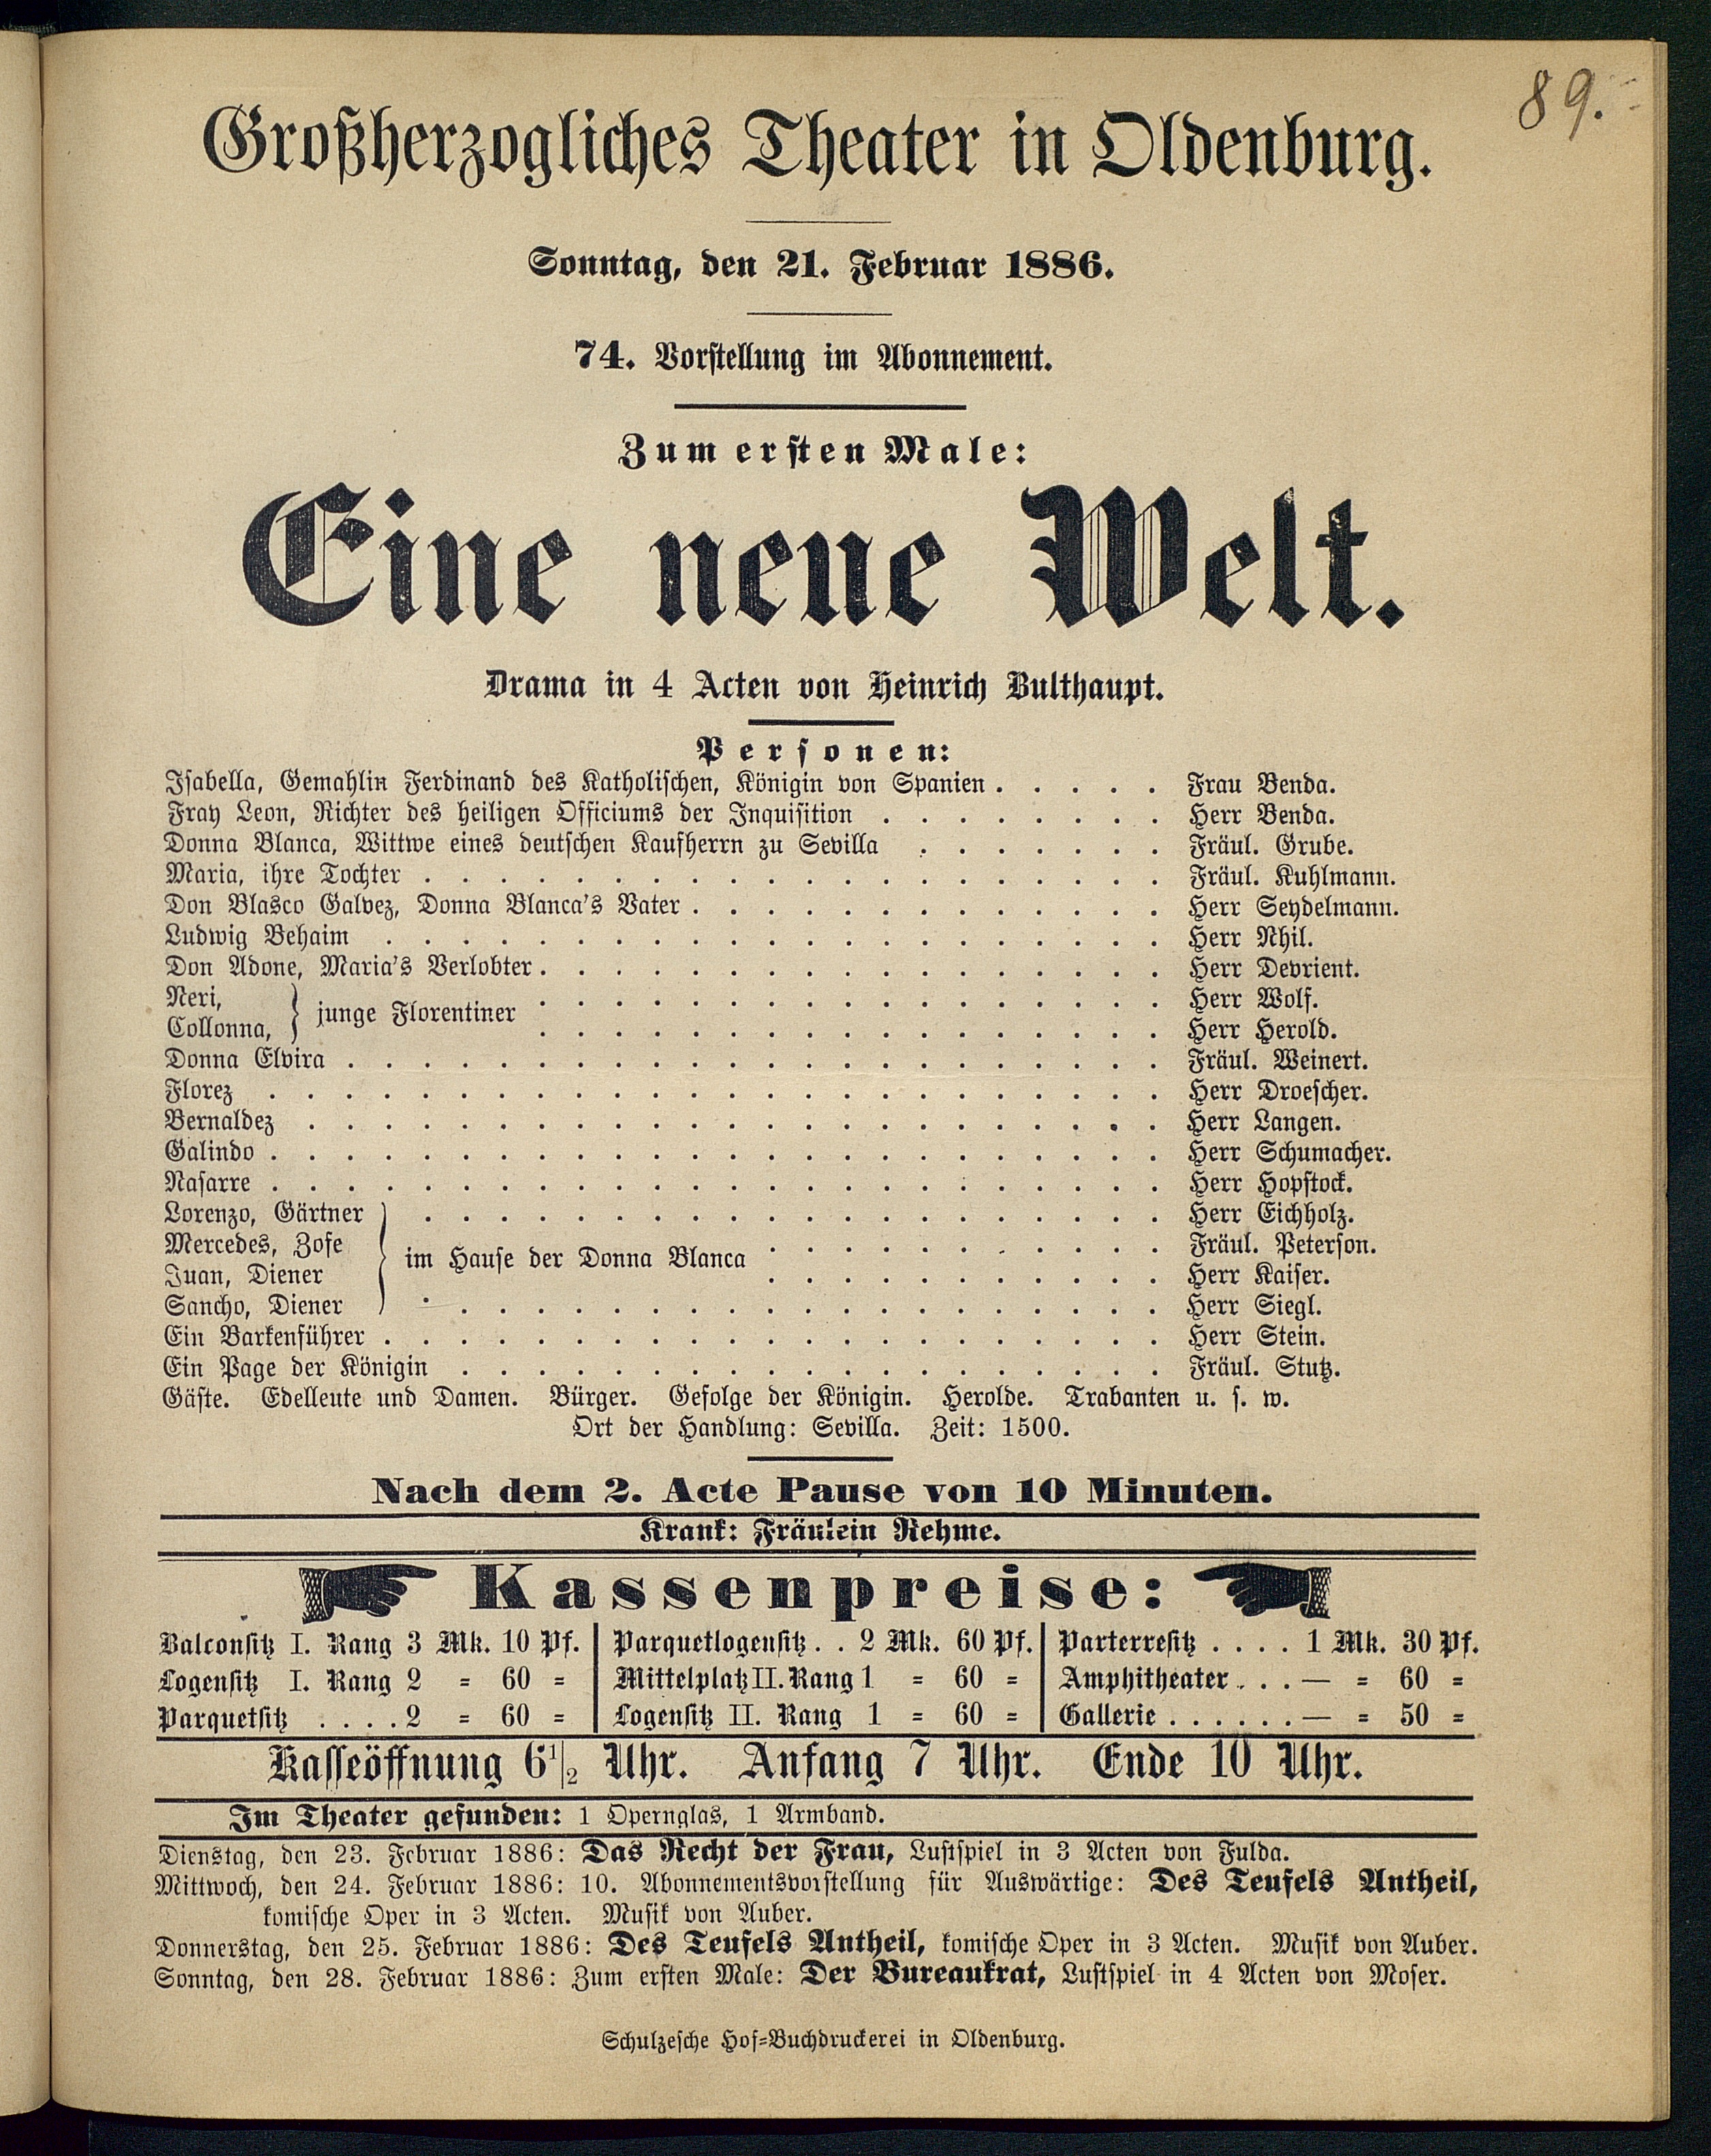 89.
Großherzogliches Theater in Oldenburg.
Sonntag, den 21. Februar 1886.
74. Vorstellung im Abonnement.
Zum ersten Male:
Eine neue Welt.
Drama in 4 Acten von Heinrich Bulthaupt.
Personen:
Isabella, Gemahlin Ferdinand des Katholischen, Königin von Spanien . . . . . Frau Benda.
Fray Leon, Richter des heiligen Officiums der Inquisition . . . . . . . . Herr Benda.
Donna Blanca, Wittwe eines deutschen Kaufherrn zu Sevilla . . . . . . . Fräul. Grube.
Maria, ihre Tochter . . . . . . . . . . . . . . . . . . . . Fräul. Kuhlmann.
Don Blasco Galvez, Donna Blanca's Vater . . . . . . . . . . . . . Herr Seydelmann.
Ludwig Behaim . . . . . . . . . . . . . . . . . . . . . Herr Nhil.
Don Adone, Maria's Verlobter . . . . . . . . . . . . . . . . . Herr Devrient.
Neri, . . . . . . . . . . . . . . . . . Herr Wolf.
junge Florentiner
Collonna, . . . . . . . . . . . . . . . . . Herr Herold.
Donna Elvira . . . . . . . . . . . . . . . . . . . . . . Fräul. Weinert.
Florez . . . . . . . . . . . . . . . . . . . . . . . . Herr Droescher.
Bernaldez . . . . . . . . . . . . . . . . . . . . . . . Herr Langen.
Galindo . . . . . . . . . . . . . . . . . . . . . . . . Herr Schumacher.
Nasarre . . . . . . . . . . . . . . . . . . . . . . . . Herr Hopstock.
Lorenzo, Gärtner . . . . . . . . . . . . . . . . . . . . Herr Eichholz.
Mercedes, Zofe . . . . . . . . . . . Fräul. Peterson.
im Hause der Donna Blanca
Juan, Diener . . . . . . . . . . . Herr Kaiser.
Sancho, Diener . . . . . . . . . . . . . . . . . . . . Herr Siegl.
Ein Barkenführer . . . . . . . . . . . . . . . . . . . . . Herr Stein.
Ein Page der Königin . . . . . . . . . . . . . . . . . . . Fräul. Stutz.
Gäste. Edelleute und Damen. Bürger. Gefolge der Königin. Herolde. Trabanten u. s. w.
Ort der Handlung: Sevilla. Zeit: 1500.
Nach dem 2. Acte Pause von 10 Minuten.
Krank: Fräulein Rehme.
Kassenpreise:
Balconsitz I. Rang 3 Mk. 10 Pf. Parquetlogensitz . . 2 Mk. 60 Pf. Parterresitz . . . . 1 Mk. 30 Pf.
Logensitz I. Rang 2 = 60 = Mittelplatz II. Rang 1 = 60 = Amphitheater . . . — = 60 =
Parquetsitz . . . . 2 = 60 = Logensitz II. Rang 1 = 60 = Gallerie . . . . . . — = 50 =
Kasseöffnung 6 1/2 Uhr. Anfang 7 Uhr. Ende 10 Uhr.
Im Theater gefunden: 1 Opernglas, 1 Armband.
Dienstag, den 23. Februar 1886: Das Recht der Frau, Lustspiel in 3 Acten von Fulda.
Mittwoch, den 24. Februar 1886: 10. Abonnementsvorstellung für Auswärtige: Des Teufels Antheil,
komische Oper in 3 Acten. Musik von Auber.
Donnerstag, den 25. Februar 1886: Des Teufels Antheil, komische Oper in 3 Acten. Musik von Auber.
Sonntag, den 28. Februar 1886: Zum ersten Male: Der Bureaukrat, Lustspiel in 4 Acten von Moser.
Schulzesche Hof=Buchdruckerei in Oldenburg.